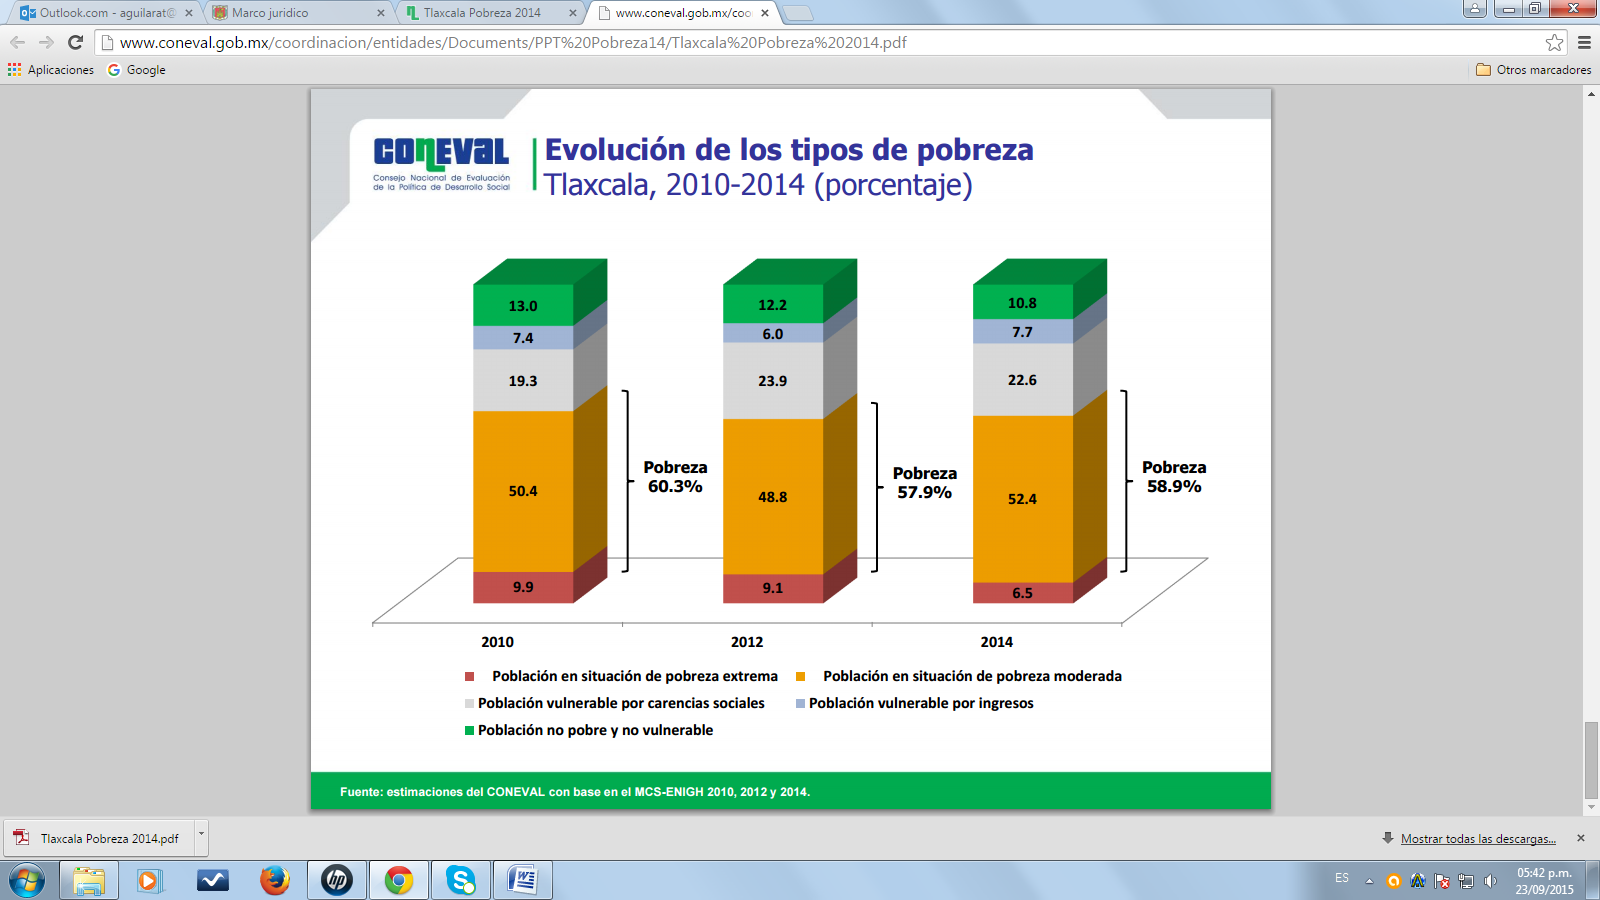 Outlook.com - aguilarat@
Marco juridico
Tlaxcala Pobreza 2014
www.coneval.gob.mx/coo
www.coneval.gob.mx/coordinacion/entidades/Documents/PPT%20Pobreza14/Tlaxcala%20Pobreza%202014.pdf
Aplicaciones
Google
Otros marcadores
CONEVAL
Consejo Nacional de Evaluación
de la Política de Desarrollo Social
Evolución de los tipos de pobreza
Tlaxcala, 2010-2014 (porcentaje)
13.0
12.2
10.8
7.4
6.0
7.7
19.3
23.9
22.6
Pobreza
60.3%
Pobreza
57.9%
Pobreza
58.9%
50.4
48.8
52.4
9.9
9.1
6.5
2010
2012
2014
Población en situación de pobreza extrema
Población en situación de pobreza moderada
Población vulnerable por carencias sociales
Población vulnerable por ingresos
Población no pobre y no vulnerable
Fuente: estimaciones del CONEVAL con base en el MCS-ENIGH 2010, 2012 y 2014.
Tlaxcala Pobreza 2014.pdf
Mostrar todas las descargas...
ES
05:42 p.m.
23/09/2015